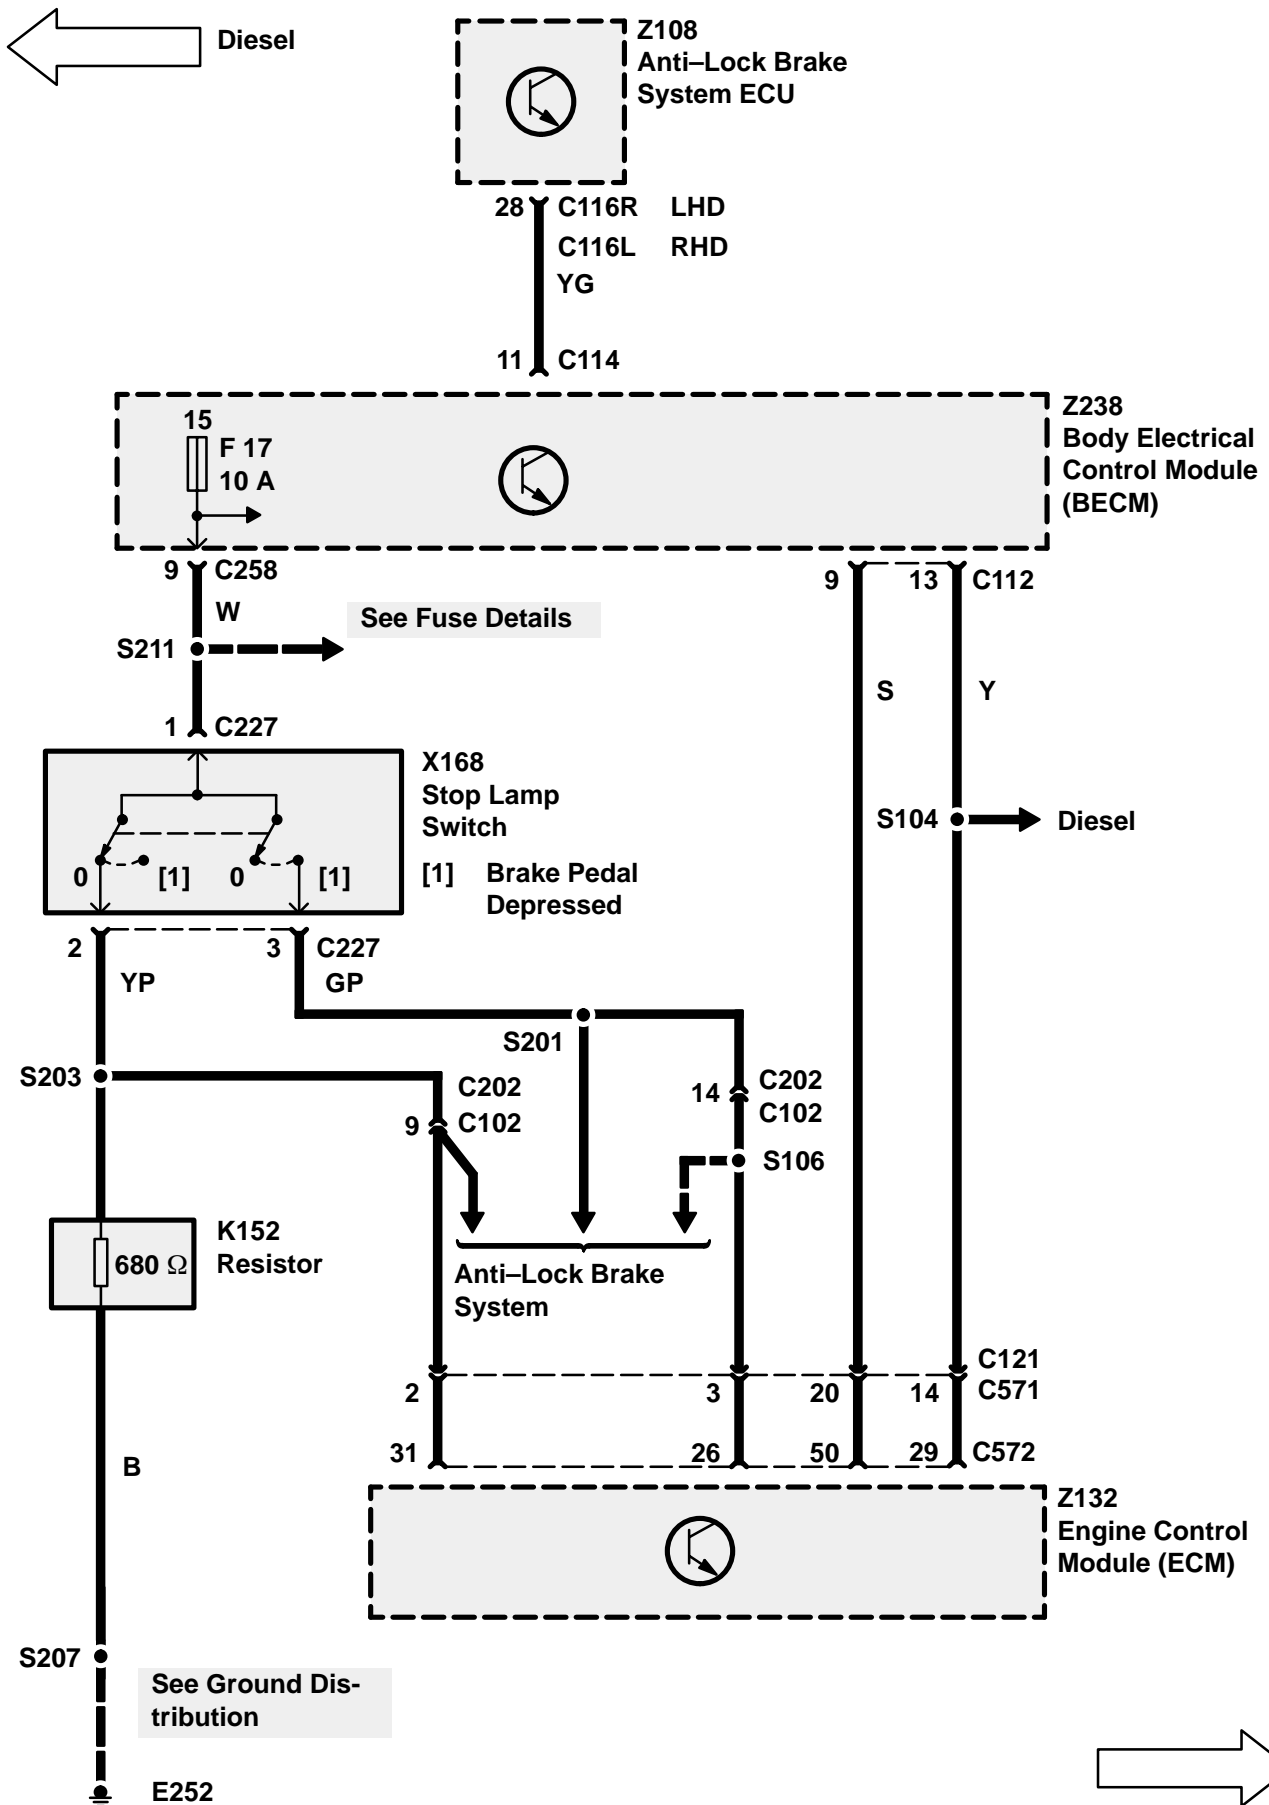 Diesel
Z108
Anti–Lock Brake
System ECU
28 C116R LHD
C116L RHD
YG
11 C114
Z238
Body Electrical
Control Module
(BECM)
15
F 17
10 A
9 C258
9 13 C112
W
See Fuse Details
S211
S Y
1 C227
X168
Stop Lamp
Switch
S104 Diesel
[1] Brake Pedal
Depressed
0 [1] 0 [1]
2 3 C227
YP GP
S201
S203
C202
9 C102
14 C202
C102
S106
K152
Resistor
680 Ω
Anti–Lock Brake
System
C121
2 3 20 14 C571
31 26 50 29 C572
B
Z132
Engine Control
Module (ECM)
S207
See Ground Dis-
tribution
E252